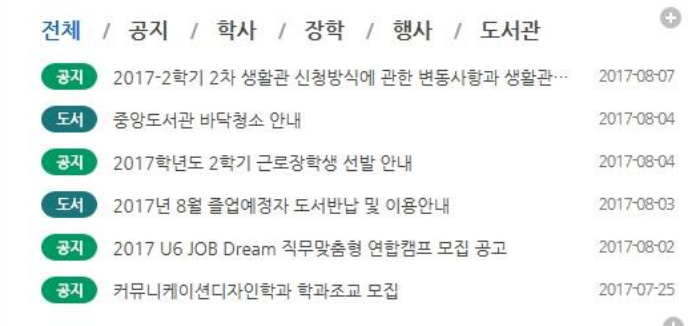 전체 / 공지 / 학사 / 장학 / 행사 / 도서관
공지 2017-2학기 2차 생활관 신청방식에 관한 변동사항과 생활관… 2017-08-07
도서 중앙도서관 바닥청소 안내 2017-08-04
공지 2017학년도 2학기 근로장학생 선발 안내 2017-08-04
도서 2017년 8월 졸업예정자 도서반납 및 이용안내 2017-08-03
공지 2017 U6 JOB Dream 직무맞춤형 연합캠프 모집 공고 2017-08-02
공지 커뮤니케이션디자인학과 학과조교 모집 2017-07-25